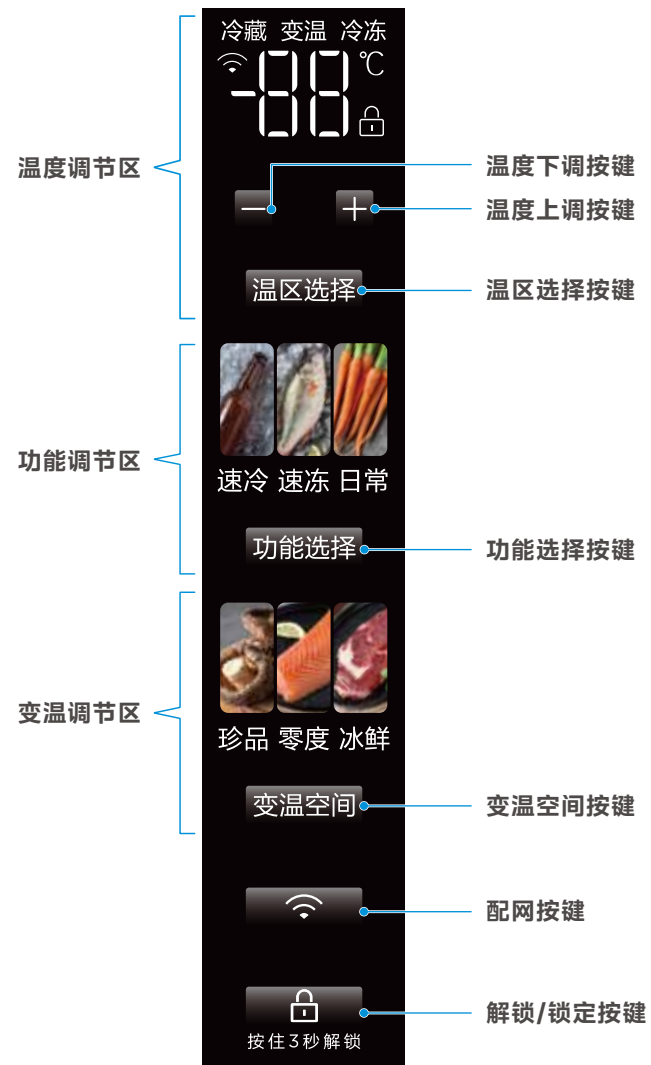 冷藏 变温 冷冻
-88℃
温度调节区
温度下调按键
－ ＋
温度上调按键
温区选择
温区选择按键
功能调节区
速冷 速冻 日常
功能选择
功能选择按键
变温调节区
珍品 零度 冰鲜
变温空间
变温空间按键
配网按键
解锁/锁定按键
按住3秒解锁